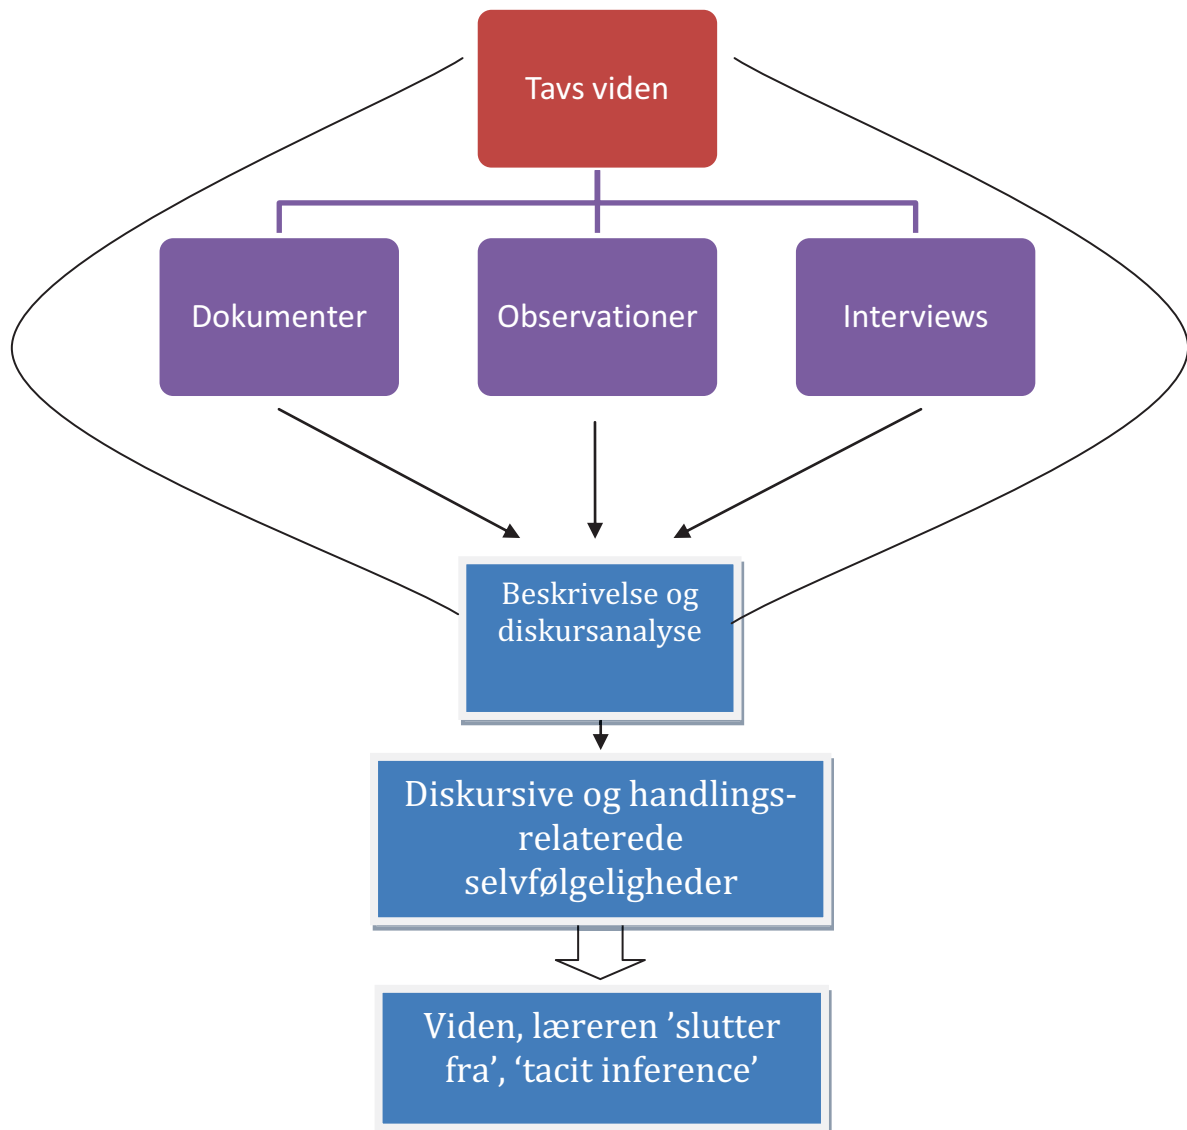 Tavs viden
Dokumenter
Observationer
Interviews
Beskrivelse og
diskursanalyse
Diskursive og handlings-
relaterede
selvfølgeligheder
Viden, læreren ’slutter
fra’, ‘tacit inference’